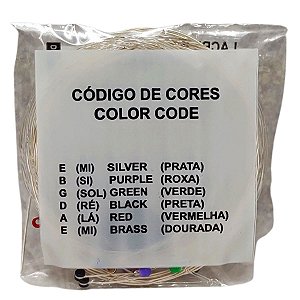 LACE
CÓDIGO DE CORES
COLOR CODE
E (MI) SILVER (PRATA)
B (SI) PURPLE (ROXA)
G (SOL) GREEN (VERDE)
D (RÉ) BLACK (PRETA)
A (LÁ) RED (VERMELHA)
E (MI) BRASS (DOURADA)